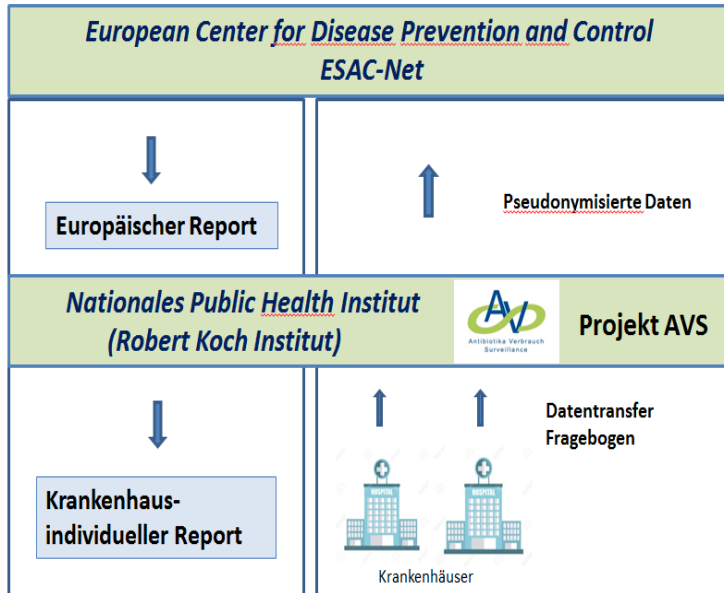 European Center for Disease Prevention and Control
ESAC-Net
Pseudonymisierte Daten
Europäischer Report
Nationales Public Health Institut
(Robert Koch Institut)
AV
Antibiotika Verbrauch
Surveillance
Projekt AVS
Datentransfer
Fragebogen
Krankenhaus-
individueller Report
HOSPITAL
HOSPITAL
Krankenhäuser